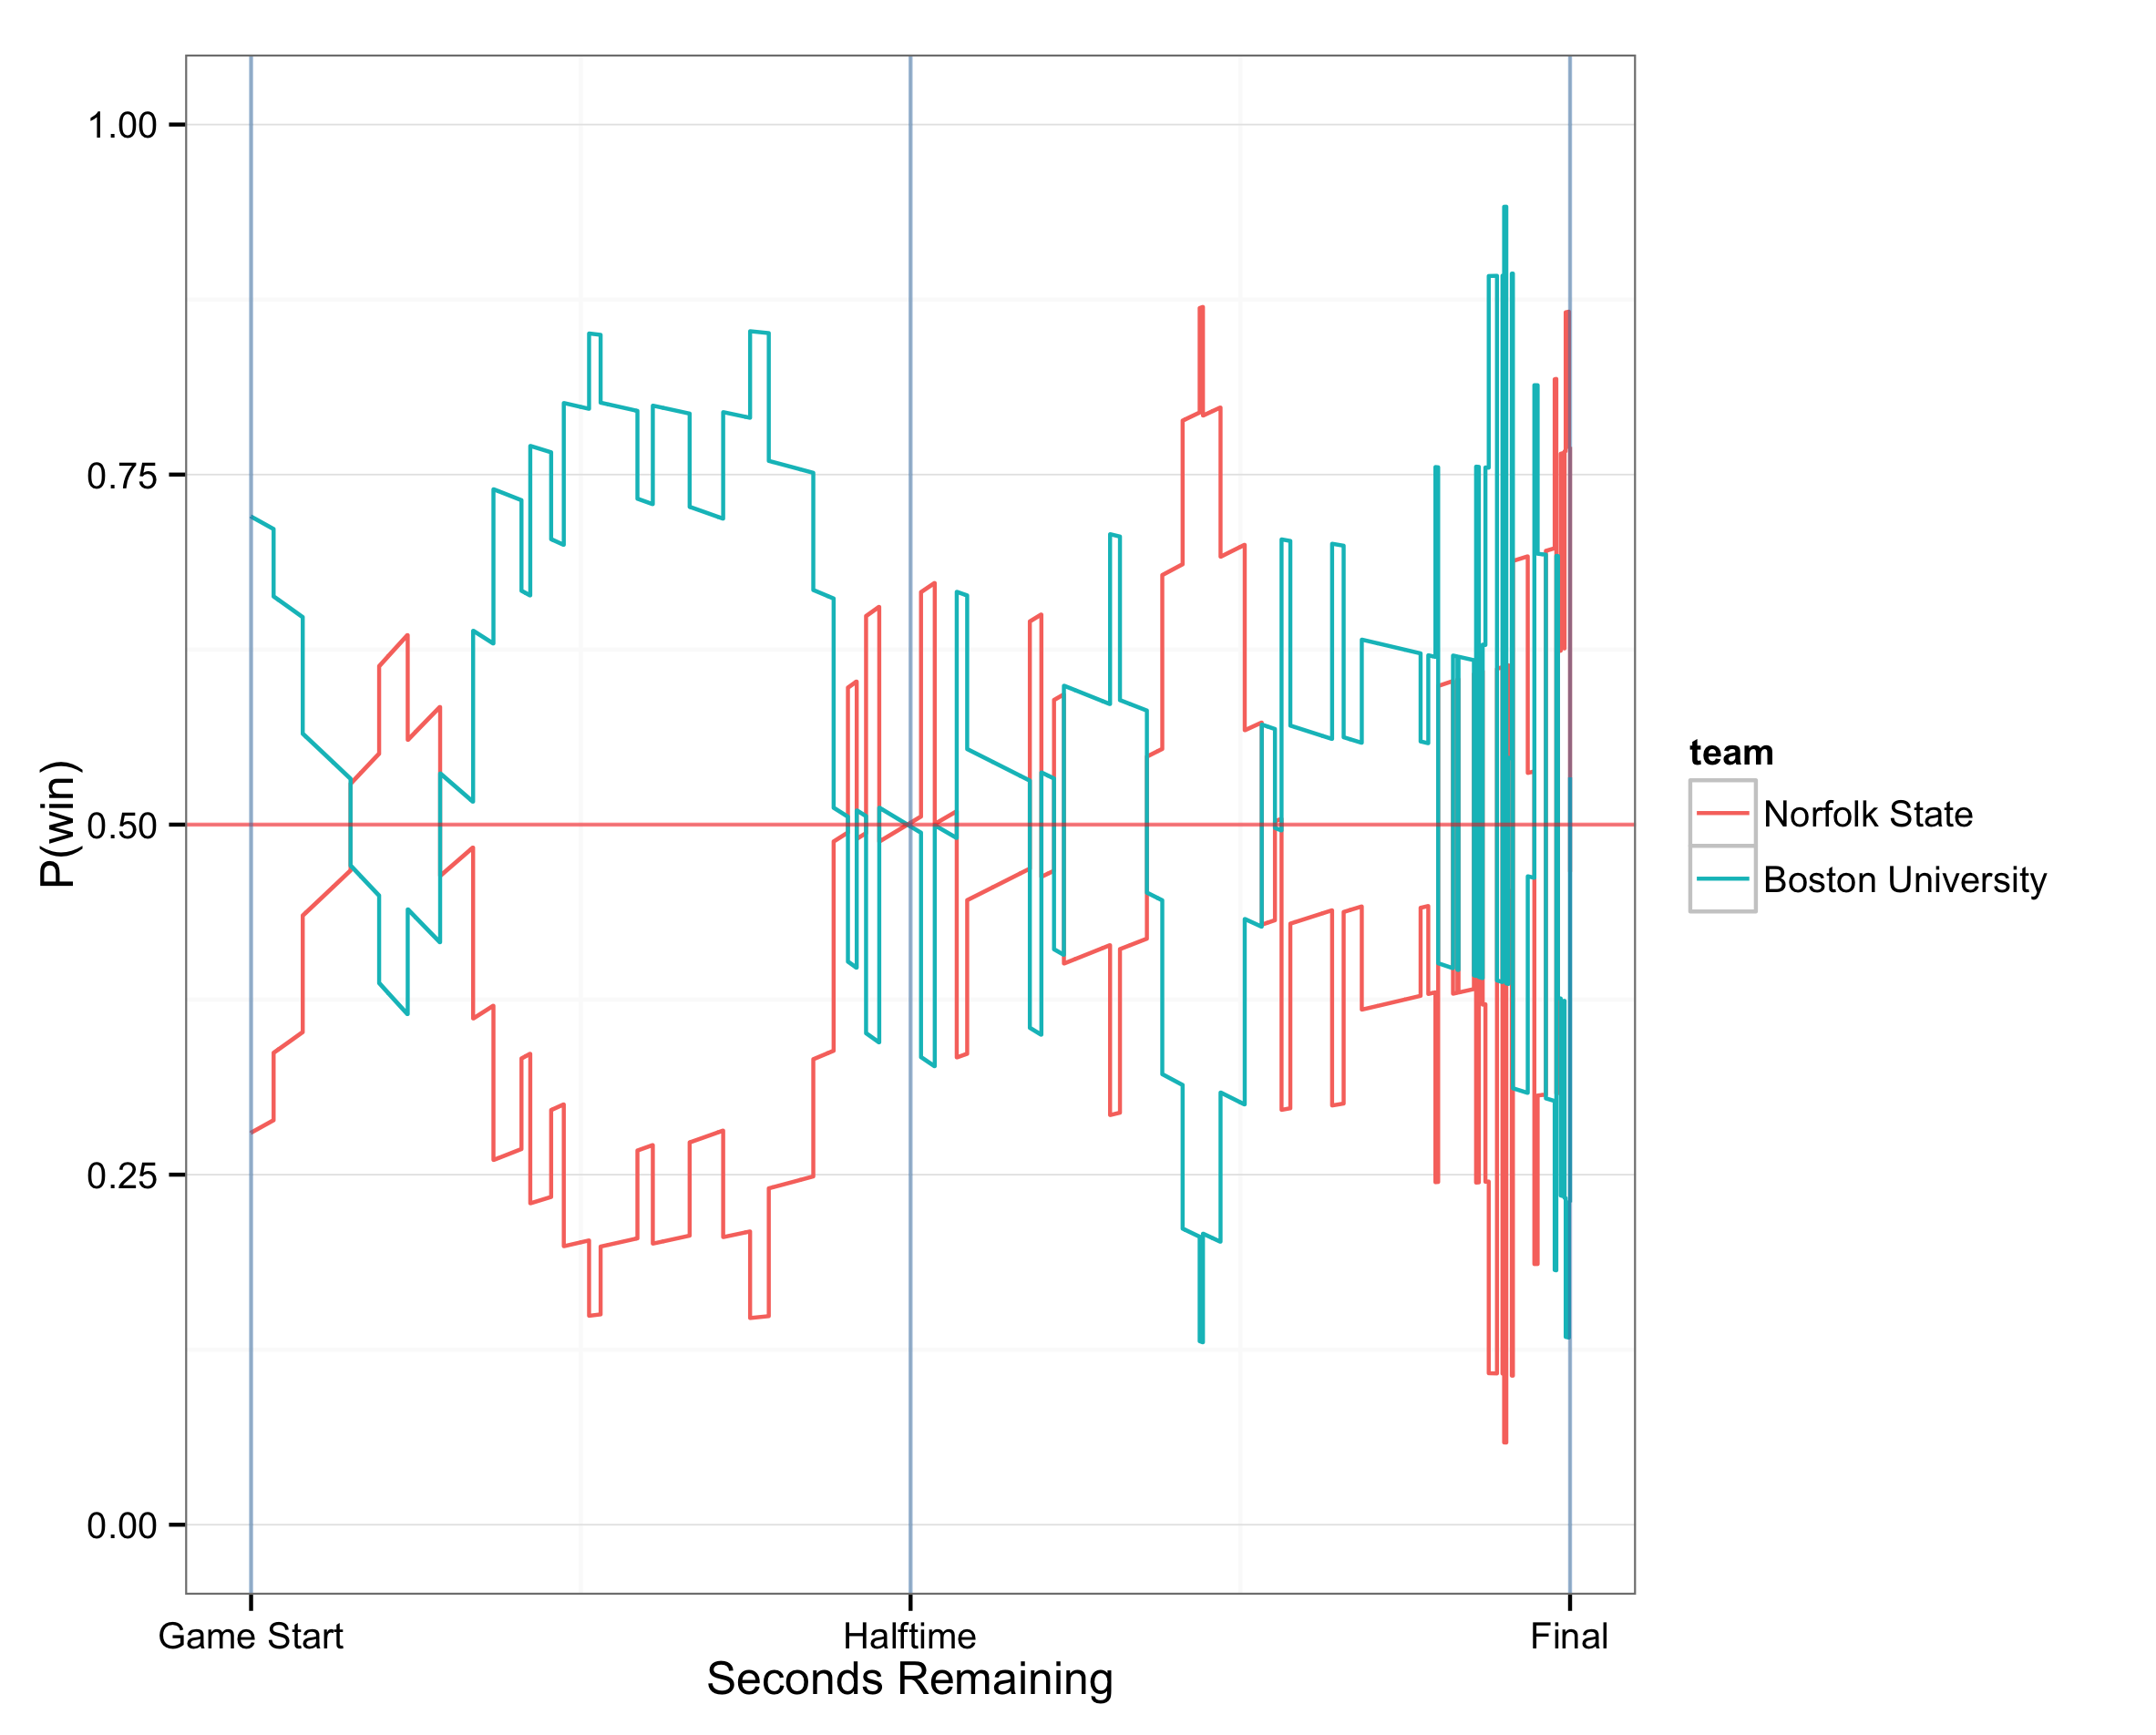 1.00
0.75
0.50
0.25
0.00
P(win)
Game Start
Halftime
Final
Seconds Remaining
team
Norfolk State
Boston University